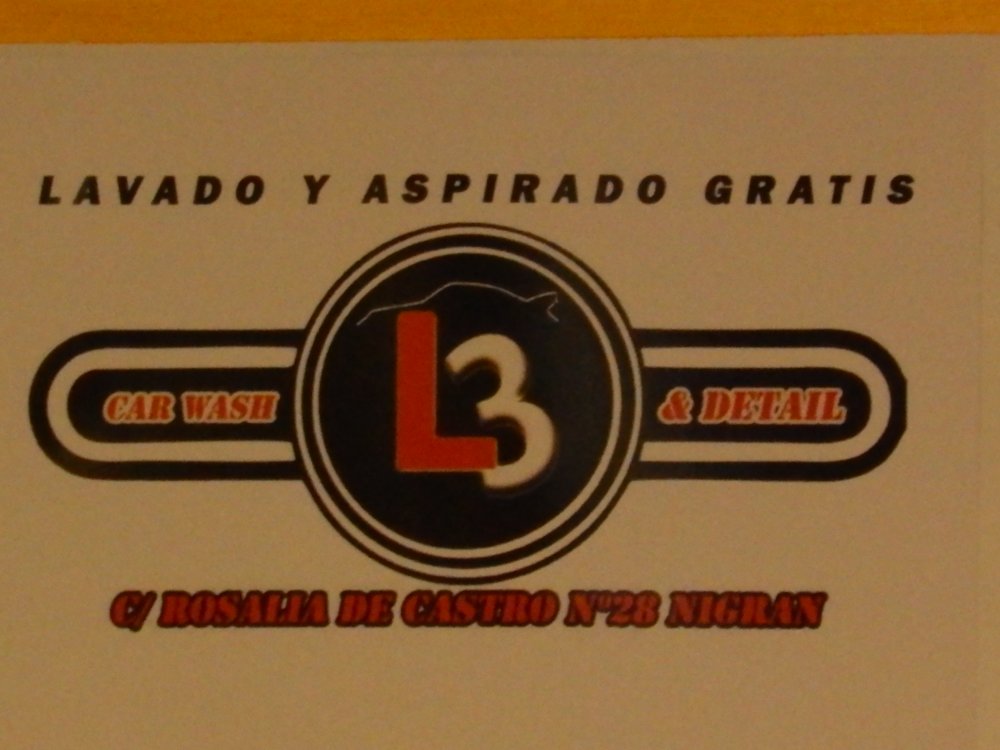 LAVADO Y ASPIRADO GRATIS
L3
CAR WASH & DETAIL
C/ ROSALIA DE CASTRO Nº28 NIGRAN